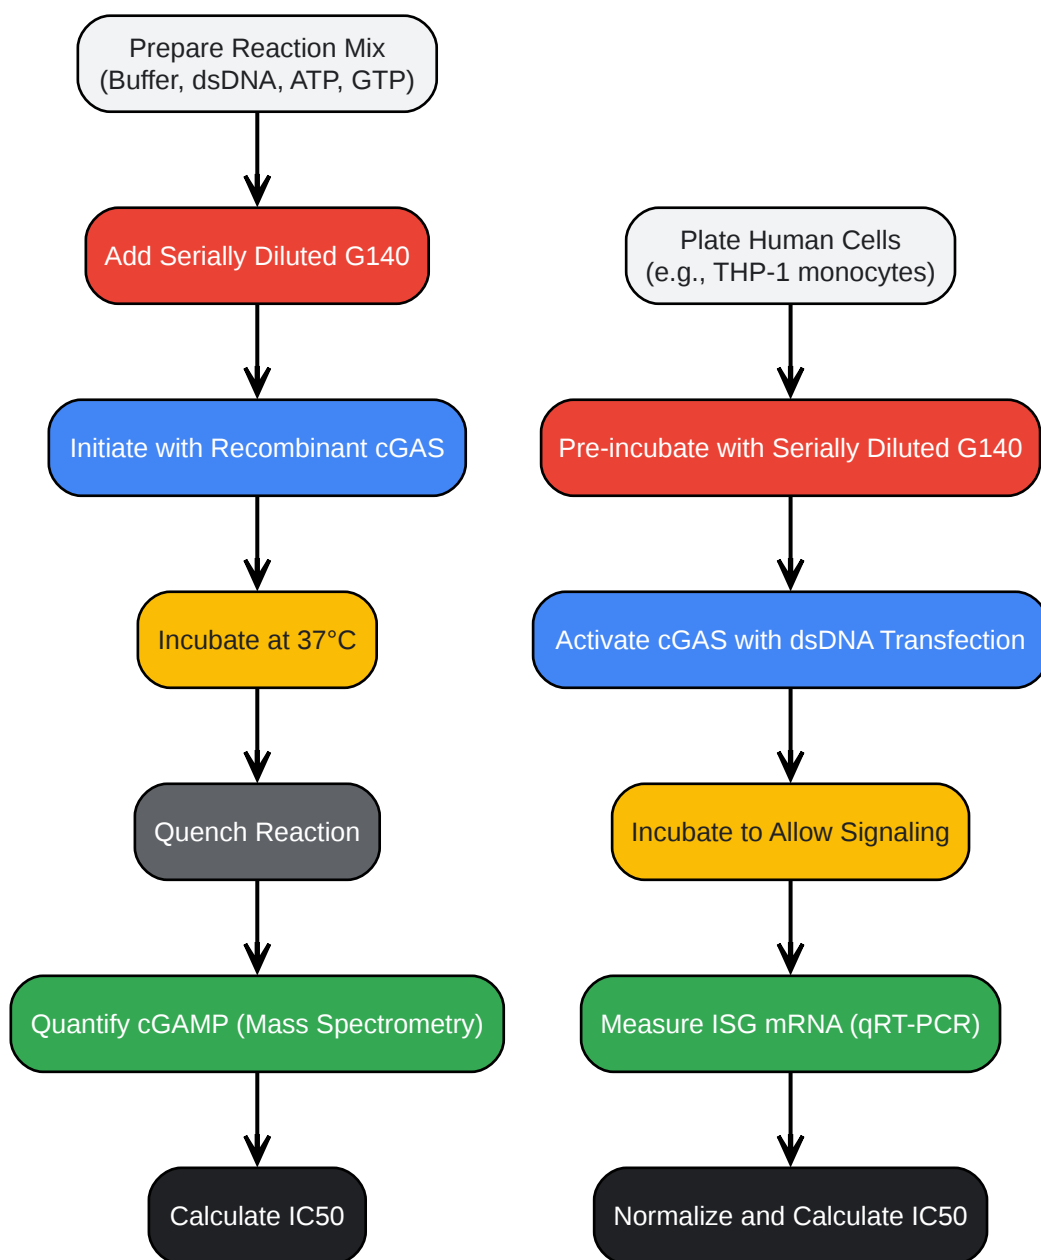 Prepare Reaction Mix
(Buffer, dsDNA, ATP, GTP)
Add Serially Diluted G140
Initiate with Recombinant cGAS
Incubate at 37°C
Quench Reaction
Quantify cGAMP (Mass Spectrometry)
Calculate IC50
Plate Human Cells
(e.g., THP-1 monocytes)
Pre-incubate with Serially Diluted G140
Activate cGAS with dsDNA Transfection
Incubate to Allow Signaling
Measure ISG mRNA (qRT-PCR)
Normalize and Calculate IC50